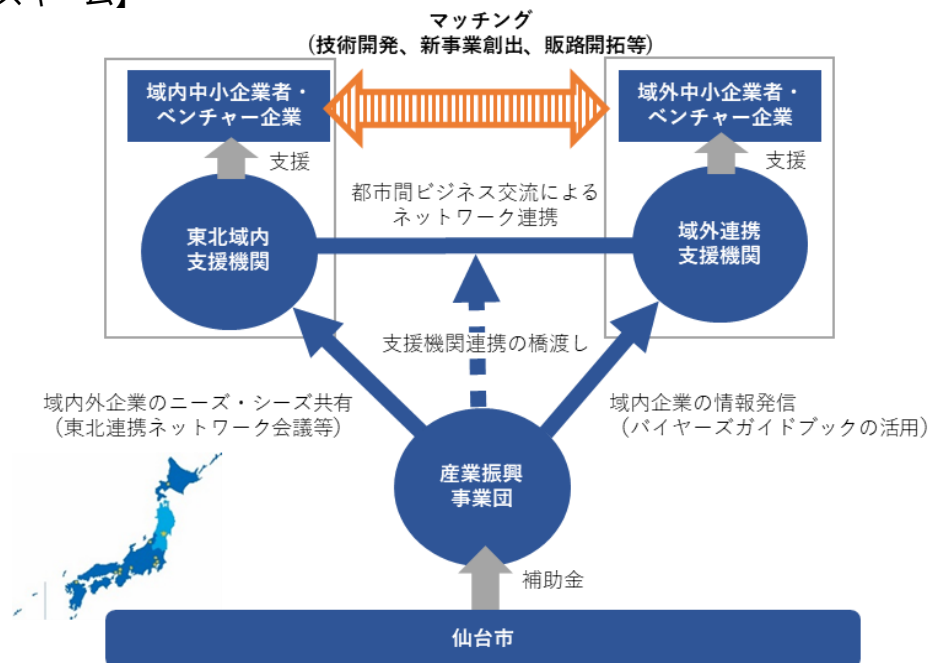 マッチング
(技術開発、新事業創出、販路開拓等)
域内中小企業者・
ベンチャー企業
域外中小企業者・
ベンチャー企業
支援
支援
都市間ビジネス交流による
ネットワーク連携
東北域内
支援機関
域外連携
支援機関
支援機関連携の橋渡し
域内外企業のニーズ・シーズ共有
（東北連携ネットワーク会議等）
域内企業の情報発信
（バイヤーズガイドブックの活用）
産業振興
事業団
補助金
仙台市